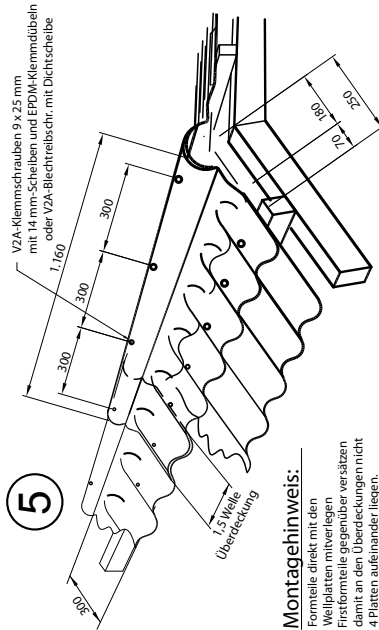 5
V2A-Klemmschrauben 9 x 25 mm
mit 14 mm-Scheiben und EPDM-Klemmdübeln
oder V2A-Blechtreibschr. mit Dichtscheibe
1.160
300
300
300
300
1,5 Welle
Überdeckung
180
70
250
Montagehinweis:
Formteile direkt mit den
Wellplatten mitverlegen
Firstformteile gegenüber versätzen
damit an den Überdeckungen nicht
4 Platten aufeinander liegen.